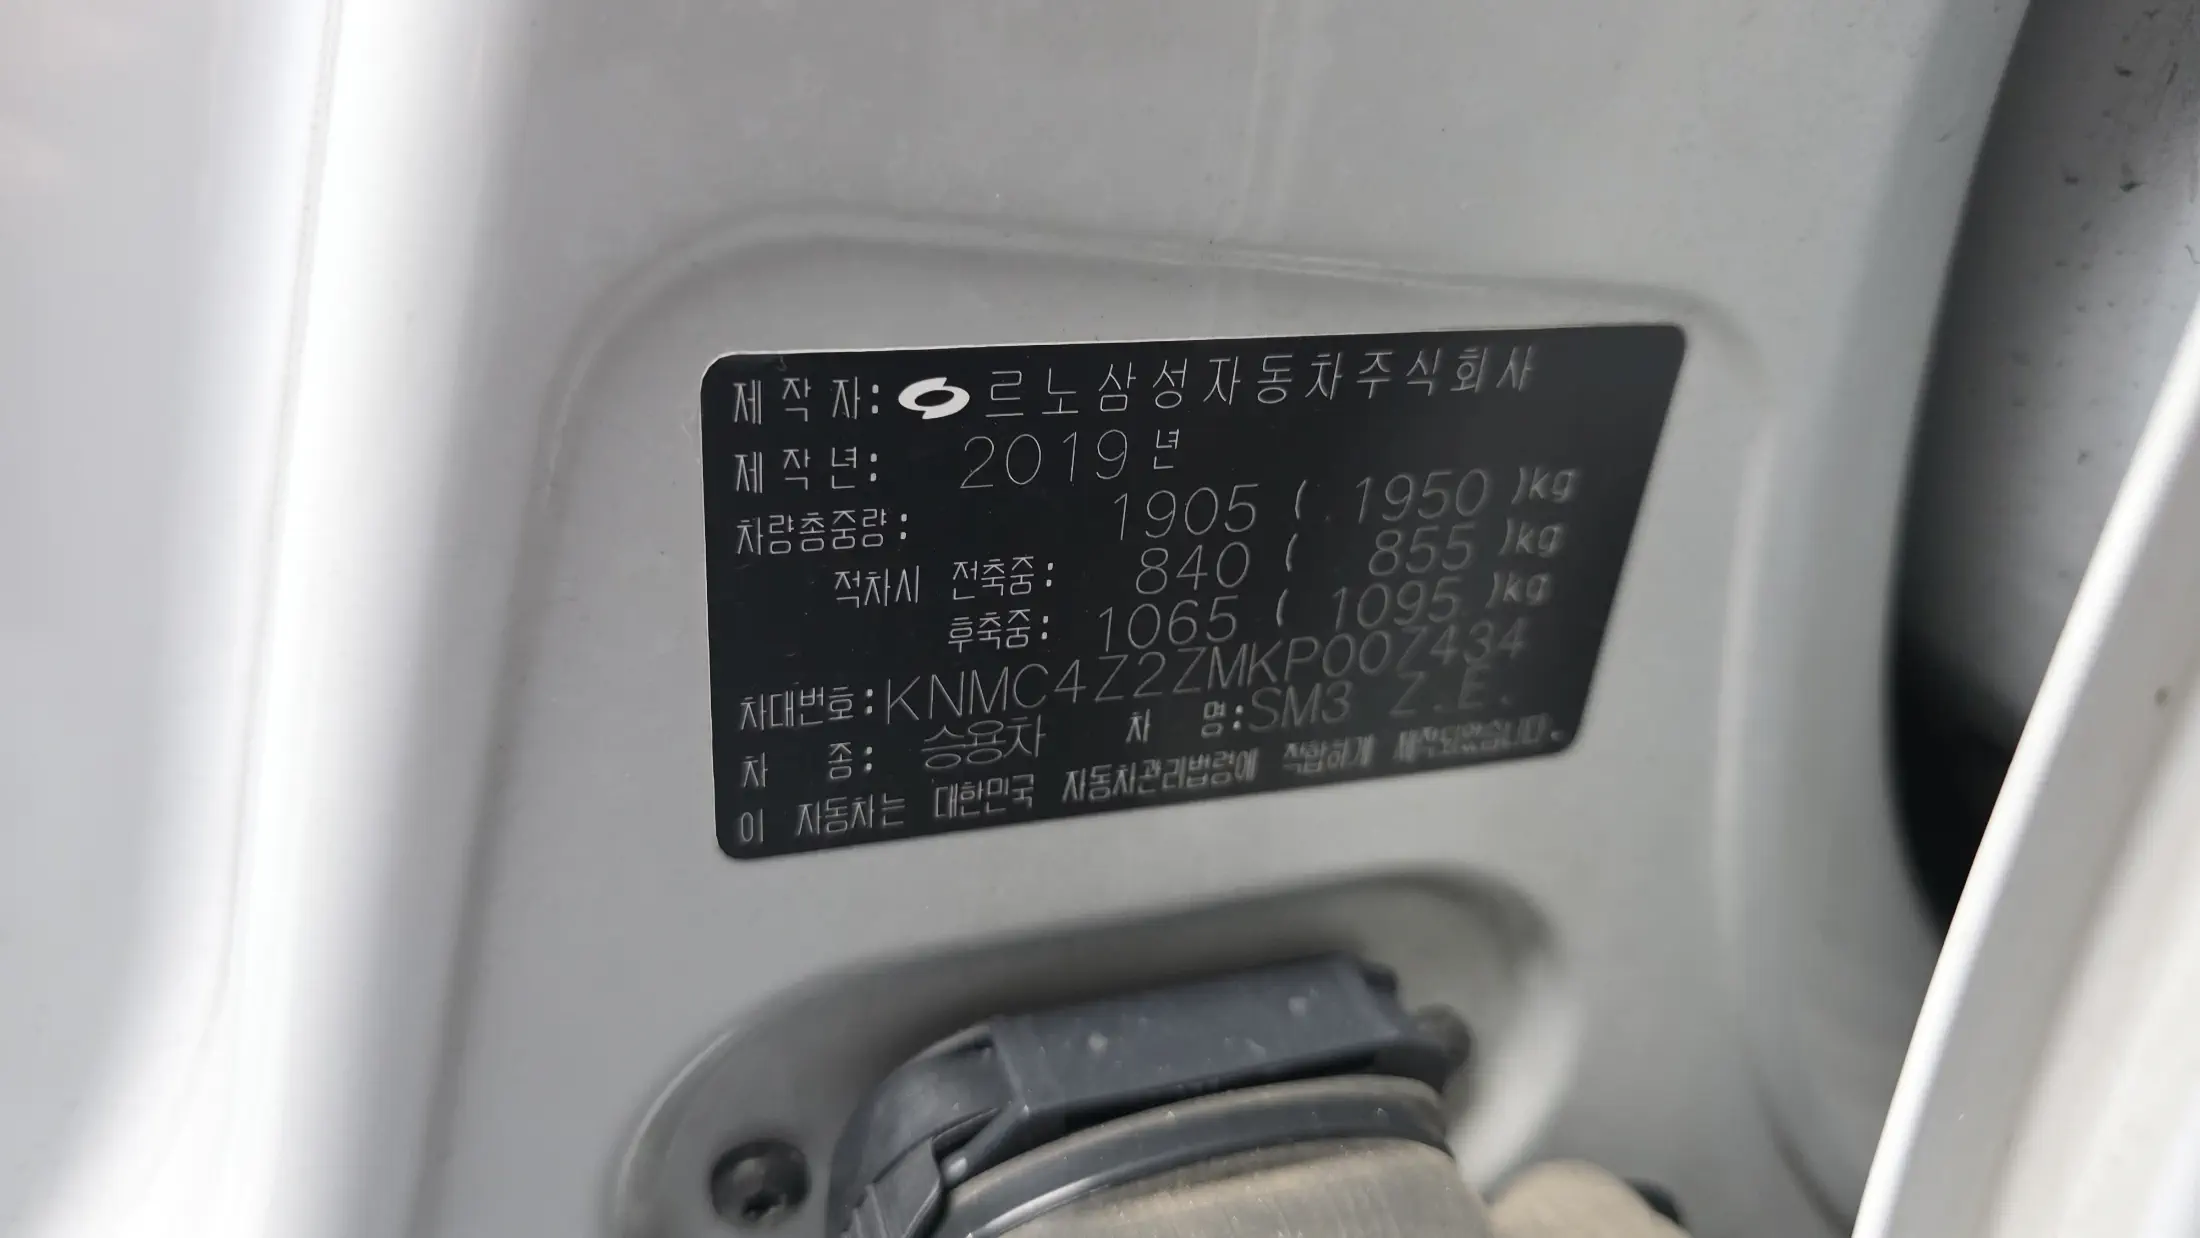 제 작 자: 르노삼성자동차주식회사
제 작 년: 2019 년
차량총중량: 1905 ( 1950 )kg
적차시 전축중: 840 ( 855 )kg
후축중: 1065 ( 1095 )kg
차대번호:KNMC4Z2ZMKP00Z434
차 종: 승용차 차 명:SM3 Z.E.
이 자동차는 대한민국 자동차관리법령에 적합하게 제작되었습니다.